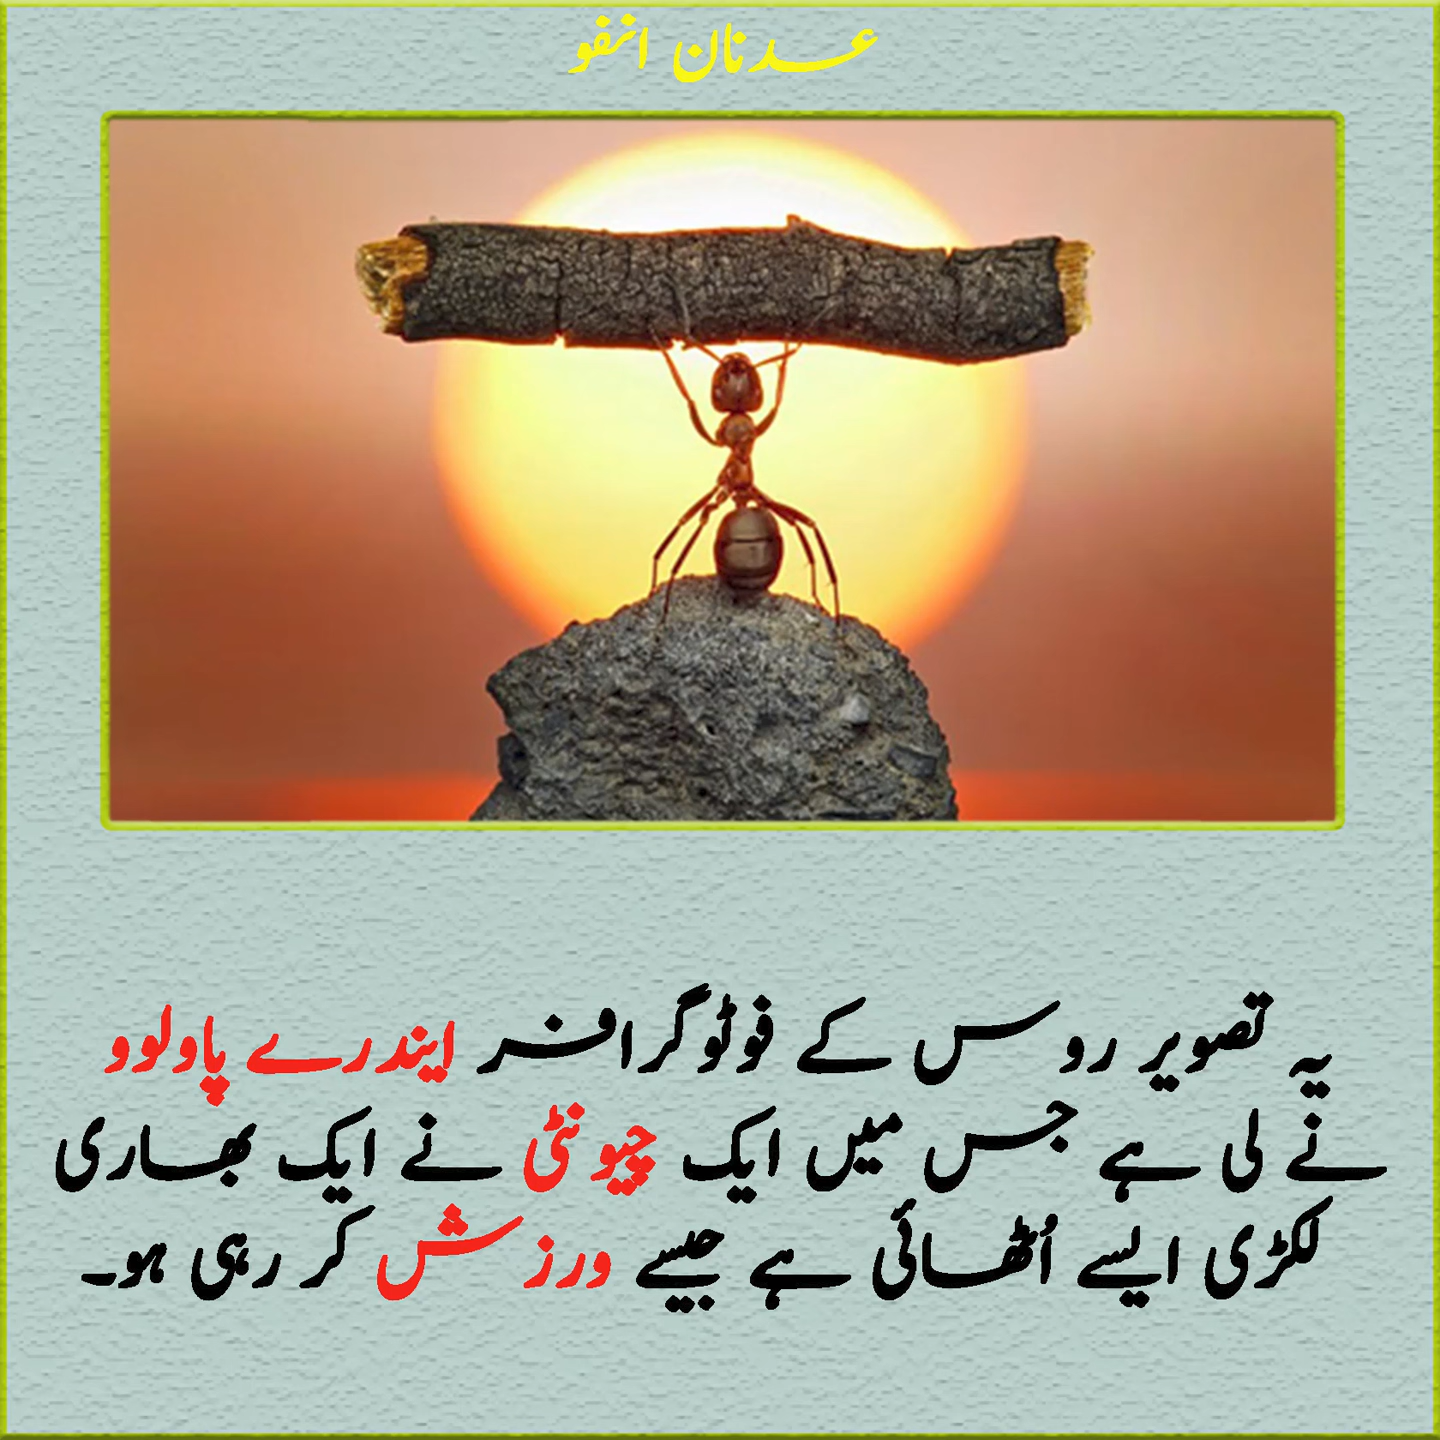 عدنان انفو
یہ تصویر روس کے فوٹوگرافر ایندرے پاولوو
نے لی ہے جس میں ایک چیونٹی نے ایک بھاری
لکڑی ایسے اُٹھائی ہے جیسے ورزش کر رہی ہو۔